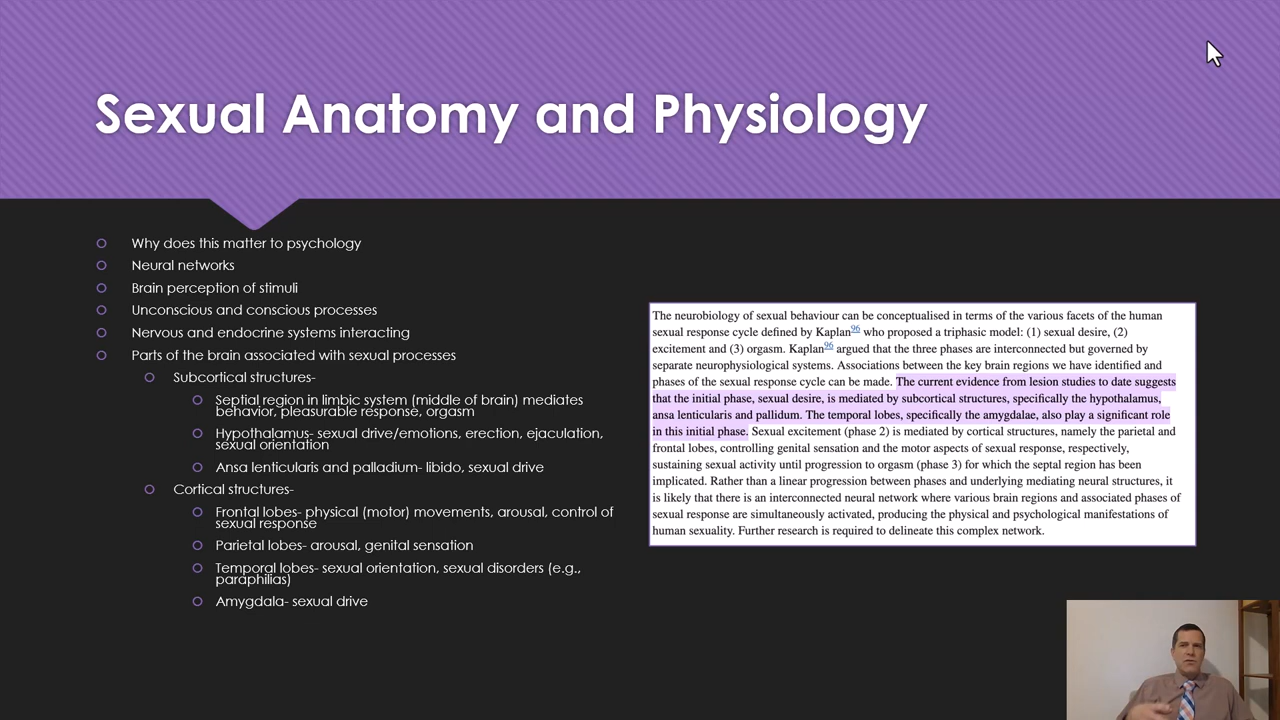 Sexual Anatomy and Physiology
Why does this matter to psychology
Neural networks
Brain perception of stimuli
Unconscious and conscious processes
Nervous and endocrine systems interacting
Parts of the brain associated with sexual processes
Subcortical structures-
Septial region in limbic system (middle of brain) mediates
behavior, pleasurable response, orgasm
Hypothalamus- sexual drive/emotions, erection, ejaculation,
sexual orientation
Ansa lenticularis and palladium- libido, sexual drive
Cortical structures-
Frontal lobes- physical (motor) movements, arousal, control of
sexual response
Parietal lobes- arousal, genital sensation
Temporal lobes- sexual orientation, sexual disorders (e.g.,
paraphilias)
Amygdala- sexual drive
The neurobiology of sexual behaviour can be conceptualised in terms of the various facets of the human
sexual response cycle defined by Kaplan96 who proposed a triphasic model: (1) sexual desire, (2)
excitement and (3) orgasm. Kaplan96 argued that the three phases are interconnected but governed by
separate neurophysiological systems. Associations between the key brain regions we have identified and
phases of the sexual response cycle can be made. The current evidence from lesion studies to date suggests
that the initial phase, sexual desire, is mediated by subcortical structures, specifically the hypothalamus,
ansa lenticularis and pallidum. The temporal lobes, specifically the amygdalae, also play a significant role
in this initial phase. Sexual excitement (phase 2) is mediated by cortical structures, namely the parietal and
frontal lobes, controlling genital sensation and the motor aspects of sexual response, respectively,
sustaining sexual activity until progression to orgasm (phase 3) for which the septal region has been
implicated. Rather than a linear progression between phases and underlying mediating neural structures, it
is likely that there is an interconnected neural network where various brain regions and associated phases of
sexual response are simultaneously activated, producing the physical and psychological manifestations of
human sexuality. Further research is required to delineate this complex network.